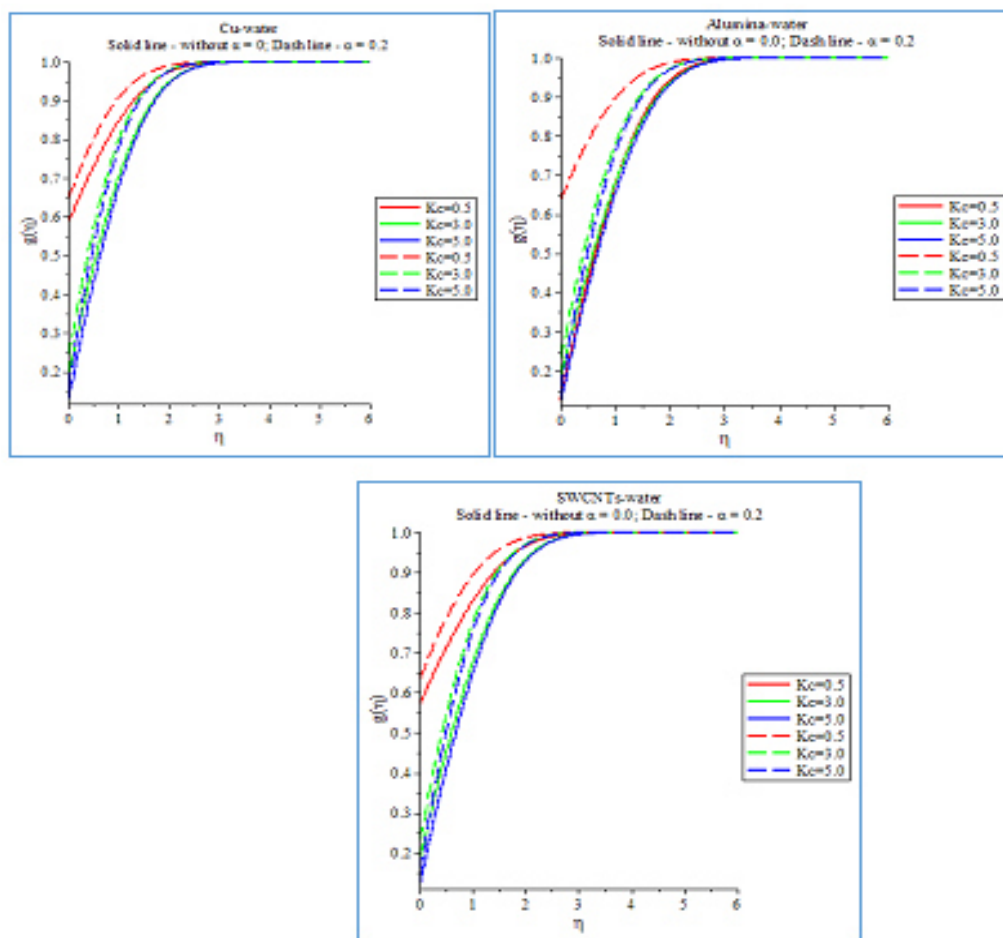 Cu-water
Solid line - without α = 0; Dash line - α = 0.2
1.0
0.9
0.8
0.7
0.6
0.5
0.4
0.3
0.2
g(η)
0 1 2 3 4 5 6
η
Kc=0.5
Kc=3.0
Kc=5.0
Kc=0.5
Kc=3.0
Kc=5.0
Alumina-water
Solid line - without α = 0.0; Dash line - α = 0.2
1.0
0.9
0.8
0.7
0.6
0.5
0.4
0.3
0.2
g(η)
0 1 2 3 4 5 6
η
Kc=0.5
Kc=3.0
Kc=5.0
Kc=0.5
Kc=3.0
Kc=5.0
SWCNTs-water
Solid line - without α = 0.0; Dash line - α = 0.2
1.0
0.9
0.8
0.7
0.6
0.5
0.4
0.3
0.2
g(η)
0 1 2 3 4 5 6
η
Kc=0.5
Kc=3.0
Kc=5.0
Kc=0.5
Kc=3.0
Kc=5.0